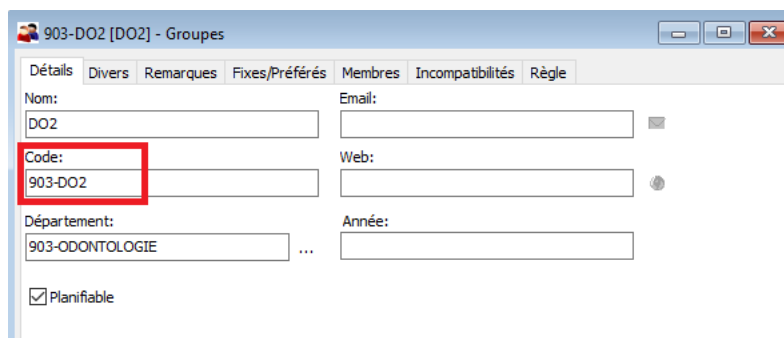 903-DO2 [DO2] - Groupes
Détails Divers Remarques Fixes/Préférés Membres Incompatibilités Règle
Nom: Email:
DO2
Code: Web:
903-DO2
Département: Année:
903-ODONTOLOGIE ...
Planifiable